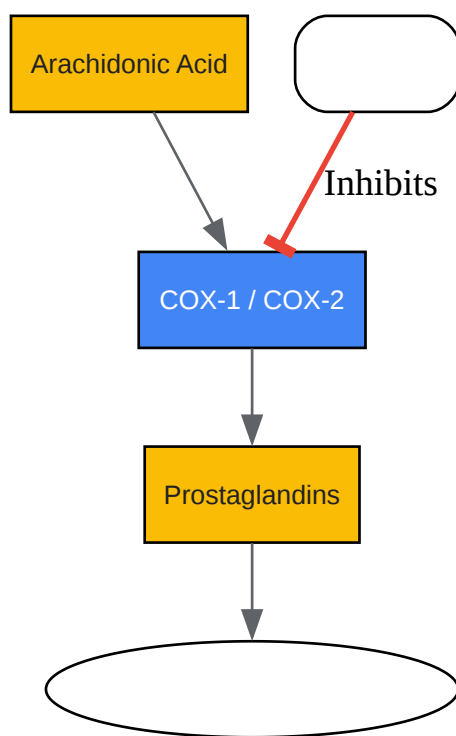 Arachidonic Acid
Inhibits
COX-1 / COX-2
Prostaglandins